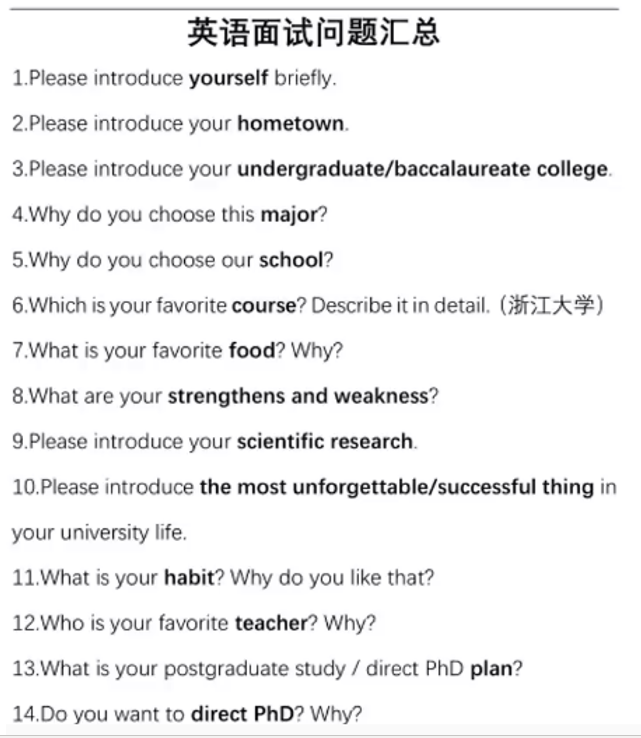 英语面试问题汇总
1.Please introduce yourself briefly.
2.Please introduce your hometown.
3.Please introduce your undergraduate/baccalaureate college.
4.Why do you choose this major?
5.Why do you choose our school?
6.Which is your favorite course? Describe it in detail.（浙江大学）
7.What is your favorite food? Why?
8.What are your strengthens and weakness?
9.Please introduce your scientific research.
10.Please introduce the most unforgettable/successful thing in
your university life.
11.What is your habit? Why do you like that?
12.Who is your favorite teacher? Why?
13.What is your postgraduate study / direct PhD plan?
14.Do you want to direct PhD? Why?